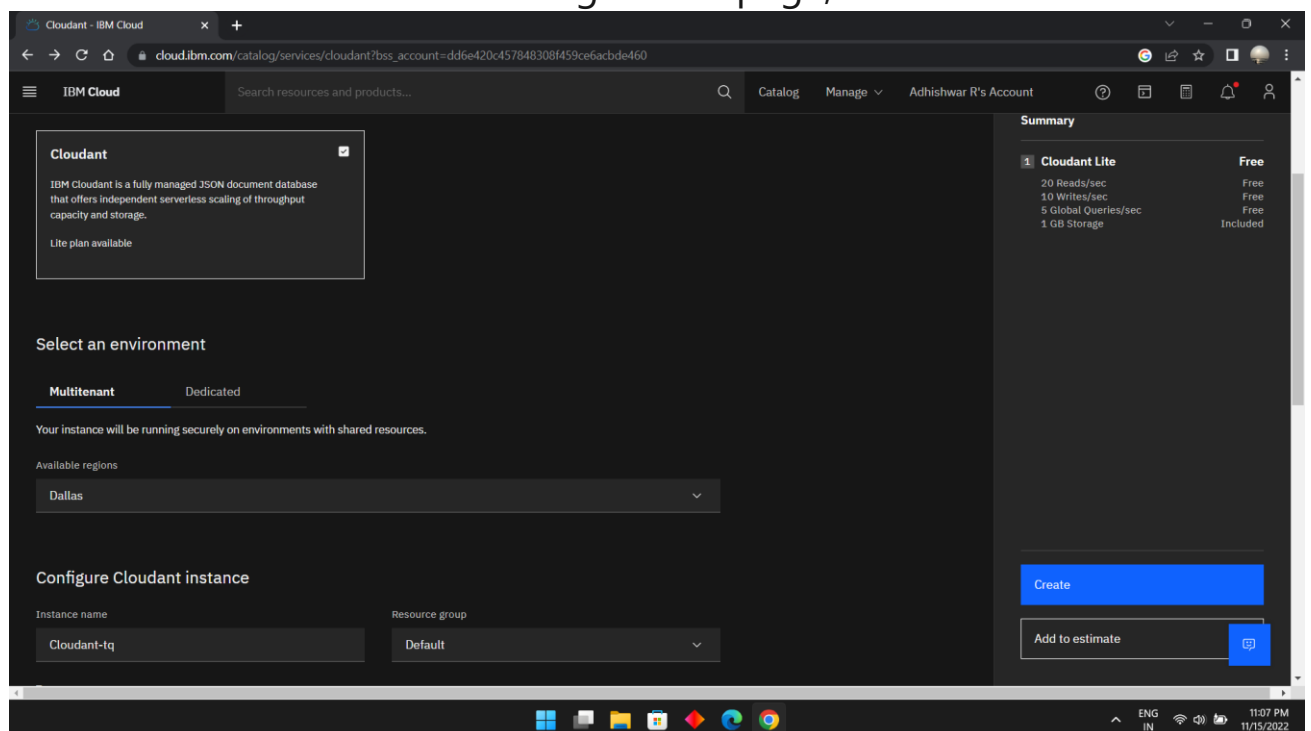 Cloudant - IBM Cloud
cloud.ibm.com/catalog/services/cloudant?bss_account=dd6e420c457848308f459ce6acbde460
IBM Cloud
Search resources and products...
Catalog
Manage
Adhishwar R's Account
Cloudant
IBM Cloudant is a fully managed JSON document database
that offers independent serverless scaling of throughput
capacity and storage.
Lite plan available
Select an environment
Multitenant
Dedicated
Your instance will be running securely on environments with shared resources.
Available regions
Dallas
Configure Cloudant instance
Instance name
Resource group
Cloudant-tq
Default
Summary
1 Cloudant Lite Free
20 Reads/sec Free
10 Writes/sec Free
5 Global Queries/sec Free
1 GB Storage Included
Create
Add to estimate
ENG
IN
11:07 PM
11/15/2022